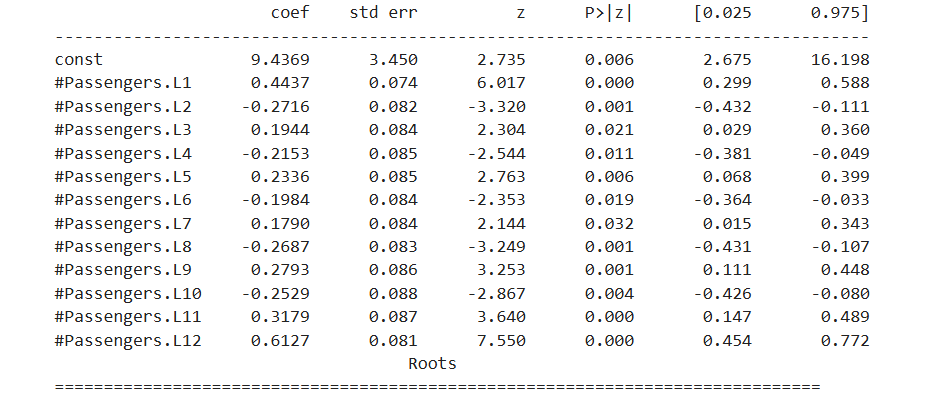 coef std err z P>|z| [0.025 0.975]
------------------------------------------------------------------------------------
const 9.4369 3.450 2.735 0.006 2.675 16.198
#Passengers.L1 0.4437 0.074 6.017 0.000 0.299 0.588
#Passengers.L2 -0.2716 0.082 -3.320 0.001 -0.432 -0.111
#Passengers.L3 0.1944 0.084 2.304 0.021 0.029 0.360
#Passengers.L4 -0.2153 0.085 -2.544 0.011 -0.381 -0.049
#Passengers.L5 0.2336 0.085 2.763 0.006 0.068 0.399
#Passengers.L6 -0.1984 0.084 -2.353 0.019 -0.364 -0.033
#Passengers.L7 0.1790 0.084 2.144 0.032 0.015 0.343
#Passengers.L8 -0.2687 0.083 -3.249 0.001 -0.431 -0.107
#Passengers.L9 0.2793 0.086 3.253 0.001 0.111 0.448
#Passengers.L10 -0.2529 0.088 -2.867 0.004 -0.426 -0.080
#Passengers.L11 0.3179 0.087 3.640 0.000 0.147 0.489
#Passengers.L12 0.6127 0.081 7.550 0.000 0.454 0.772
Roots
==============================================================================